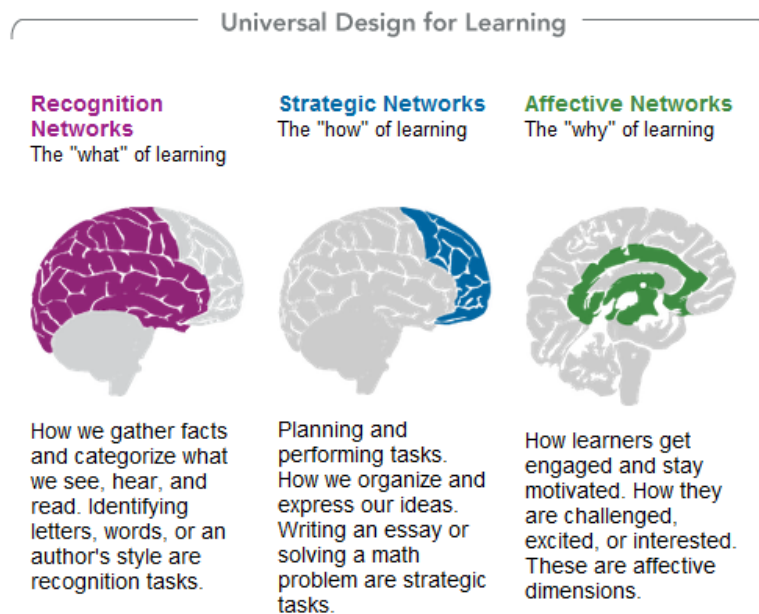 Universal Design for Learning
Recognition
Networks
The "what" of learning
Strategic Networks
The "how" of learning
Affective Networks
The "why" of learning
How we gather facts
and categorize what
we see, hear, and
read. Identifying
letters, words, or an
author's style are
recognition tasks.
Planning and
performing tasks.
How we organize and
express our ideas.
Writing an essay or
solving a math
problem are strategic
tasks.
How learners get
engaged and stay
motivated. How they
are challenged,
excited, or interested.
These are affective
dimensions.